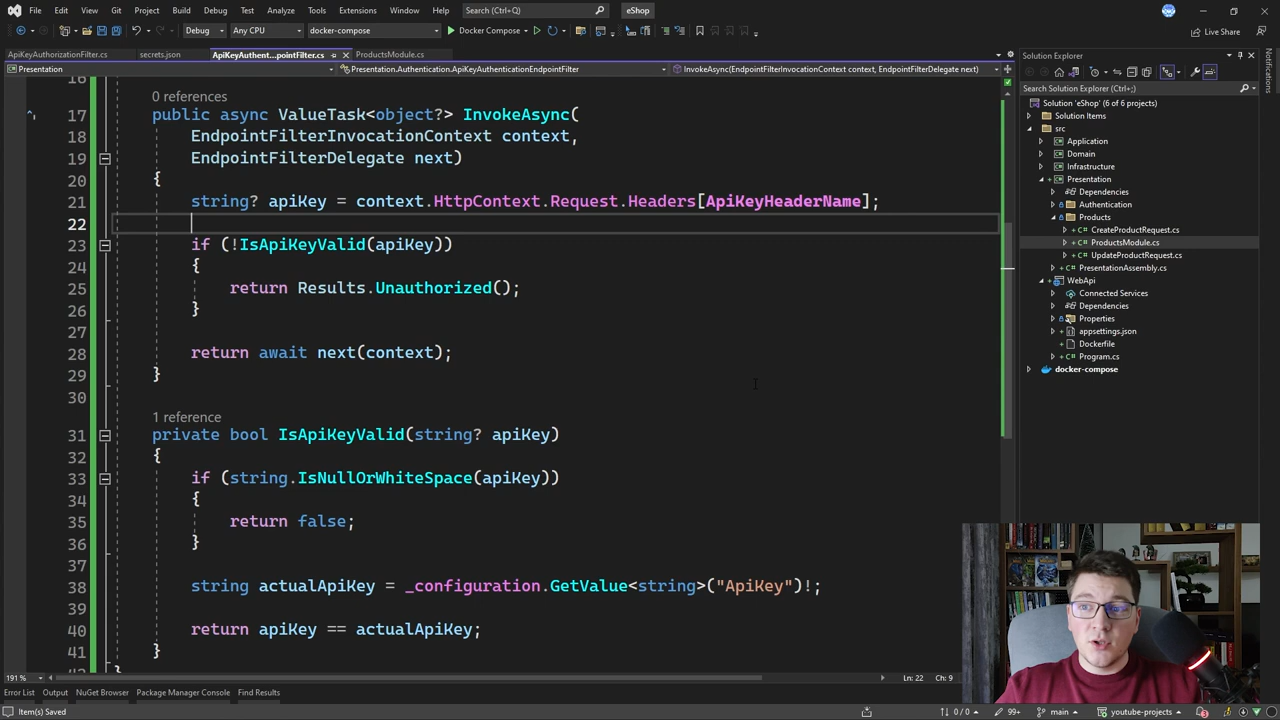 File Edit View Git Project Build Debug Test Analyze Tools Extensions Window Help Search (Ctrl+Q) eShop
Debug Any CPU docker-compose Docker Compose Live Share
ApiKeyAuthorizationFilter.cs secrets.json ApiKeyAuthent...pointFilter.cs ProductsModule.cs
Presentation Presentation.Authentication.ApiKeyAuthenticationEndpointFilter InvokeAsync(EndpointFilterInvocationContext context, EndpointFilterDelegate next)
16
0 references
17 public async ValueTask<object?> InvokeAsync(
18 EndpointFilterInvocationContext context,
19 EndpointFilterDelegate next)
20 {
21 string? apiKey = context.HttpContext.Request.Headers[ApiKeyHeaderName];
22
23 if (!IsApiKeyValid(apiKey))
24 {
25 return Results.Unauthorized();
26 }
27
28 return await next(context);
29 }
30
1 reference
31 private bool IsApiKeyValid(string? apiKey)
32 {
33 if (string.IsNullOrWhiteSpace(apiKey))
34 {
35 return false;
36 }
37
38 string actualApiKey = _configuration.GetValue<string>("ApiKey")!;
39
40 return apiKey == actualApiKey;
41 }
42 }
191 % Ln: 22 Ch: 9
Error List Output NuGet Browser Package Manager Console Find Results
Item(s) Saved 0 / 0 99+ main youtube-projects
Solution Explorer
Search Solution Explorer (Ctrl+;)
Solution 'eShop' (6 of 6 projects)
Solution Items
src
Application
Domain
Infrastructure
Presentation
Dependencies
Authentication
Products
CreateProductRequest.cs
ProductsModule.cs
UpdateProductRequest.cs
PresentationAssembly.cs
WebApi
Connected Services
Dependencies
Properties
appsettings.json
Dockerfile
Program.cs
docker-compose
Notifications